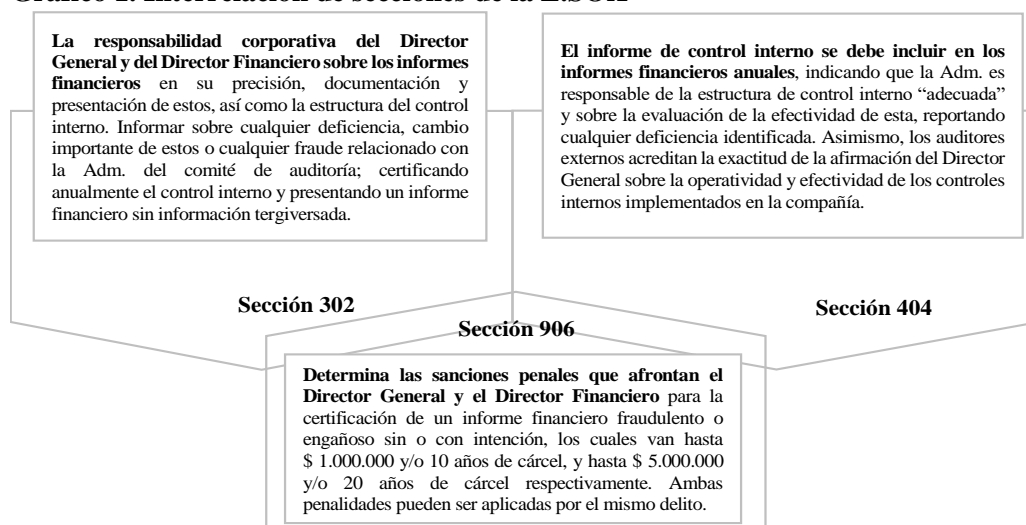 Gráfico 1. Interrelación de secciones de la L.SOX
La responsabilidad corporativa del Director
General y del Director Financiero sobre los informes
financieros en su precisión, documentación y
presentación de estos, así como la estructura del control
interno. Informar sobre cualquier deficiencia, cambio
importante de estos o cualquier fraude relacionado con
la Adm. del comité de auditoría; certificando
anualmente el control interno y presentando un informe
financiero sin información tergiversada.
El informe de control interno se debe incluir en los
informes financieros anuales, indicando que la Adm. es
responsable de la estructura de control interno “adecuada”
y sobre la evaluación de la efectividad de esta, reportando
cualquier deficiencia identificada. Asimismo, los auditores
externos acreditan la exactitud de la afirmación del Director
General sobre la operatividad y efectividad de los controles
internos implementados en la compañía.
Sección 302
Sección 404
Sección 906
Determina las sanciones penales que afrontan el
Director General y el Director Financiero para la
certificación de un informe financiero fraudulento o
engañoso sin o con intención, los cuales van hasta
$ 1.000.000 y/o 10 años de cárcel, y hasta $ 5.000.000
y/o 20 años de cárcel respectivamente. Ambas
penalidades pueden ser aplicadas por el mismo delito.